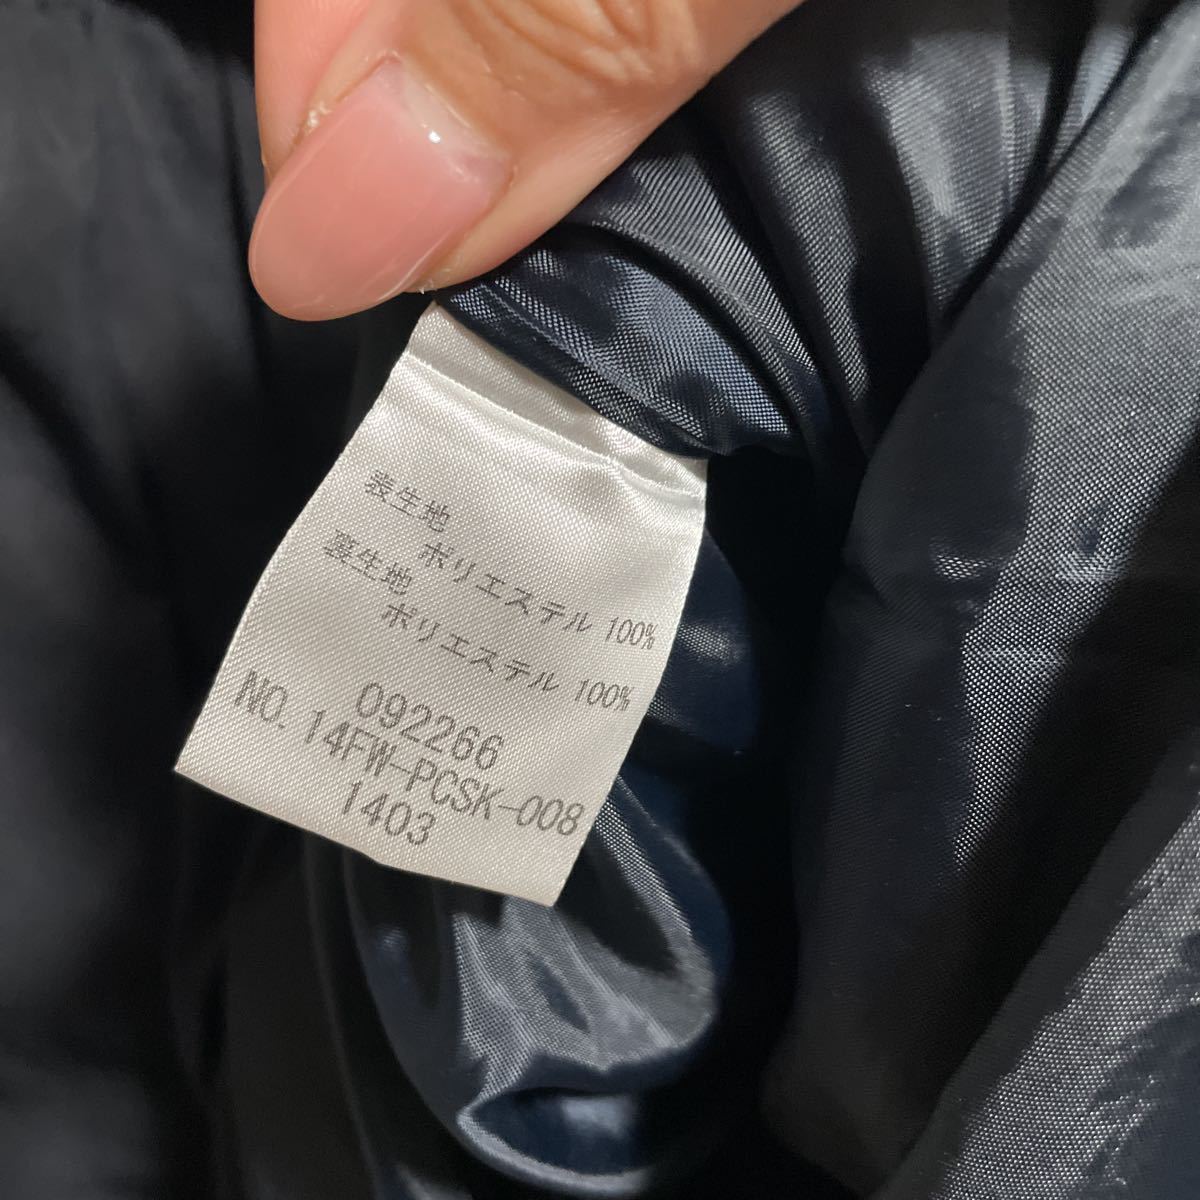 表生地
ポリエステル 100%
裏生地
ポリエステル 100%
092266
NO. 14FW-PCSK-008
1403